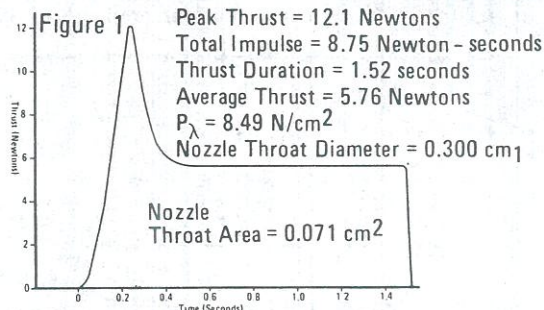 Figure 1
Peak Thrust = 12.1 Newtons
Total Impulse = 8.75 Newton - seconds
Thrust Duration = 1.52 seconds
Average Thrust = 5.76 Newtons
Pλ = 8.49 N/cm²
Nozzle Throat Diameter = 0.300 cm1
Nozzle
Throat Area = 0.071 cm²
Thrust (Newtons)
12
10
8
6
4
2
0
0 0.2 0.4 0.6 0.8 1.0 1.2 1.4
Time (Seconds)